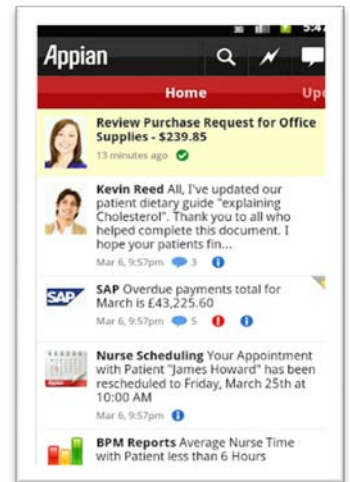 3G 5:47
Appian
Home Upd
Review Purchase Request for Office
Supplies - $239.85
13 minutes ago
Kevin Reed All, I've updated our
patient dietary guide "explaining
Cholesterol". Thank you to all who
helped complete this document. I
hope your patients fin...
Mar 6, 9:57pm 3
SAP
SAP Overdue payments total for
March is £43,225.60
Mar 6, 9:57pm 5
Nurse Scheduling Your Appointment
with Patient "James Howard" has been
rescheduled to Friday, March 25th at
10:00 AM
Mar 6, 9:57pm
BPM Reports Average Nurse Time
with Patient less than 6 Hours